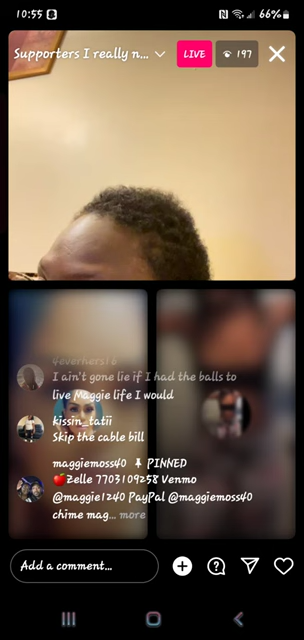 10:55
66%
Supporters I really n...
LIVE
197
4everhers16
I ain't gone lie if I had the balls to
live Maggie life I would
kissin_tatii
Skip the cable bill
maggiemoss40 PINNED
Zelle 7703109258 Venmo
@maggie1240 PayPal @maggiemoss40
chime mag... more
Add a comment...